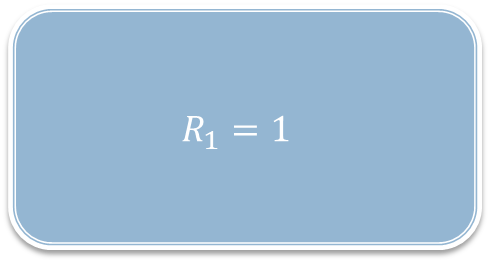 R₁ = 1